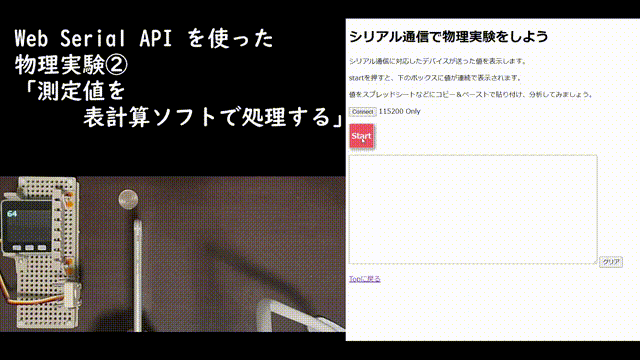 Web Serial API を使った
物理実験②
「測定値を
表計算ソフトで処理する」
64
シリアル通信で物理実験をしよう
シリアル通信に対応したデバイスが送った値を表示します。
startを押すと、下のボックスに値が連続で表示されます。
値をスプレッドシートなどにコピー&ペーストで貼り付け、分析してみましょう。
Connect 115200 Only
Start
クリア
Topに戻る